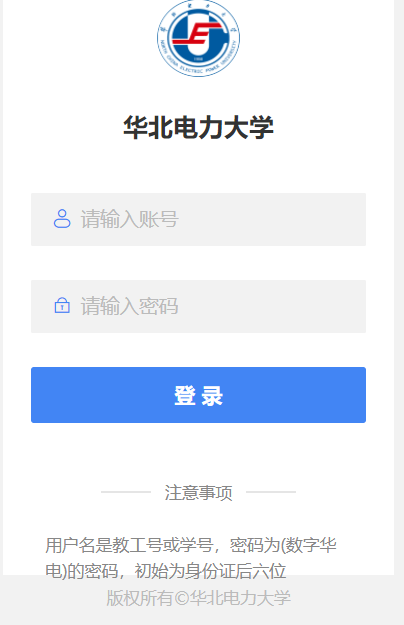 华北电力大学
请输入账号
请输入密码
登 录
注意事项
用户名是教工号或学号，密码为(数字华
电)的密码，初始为身份证后六位
版权所有©华北电力大学